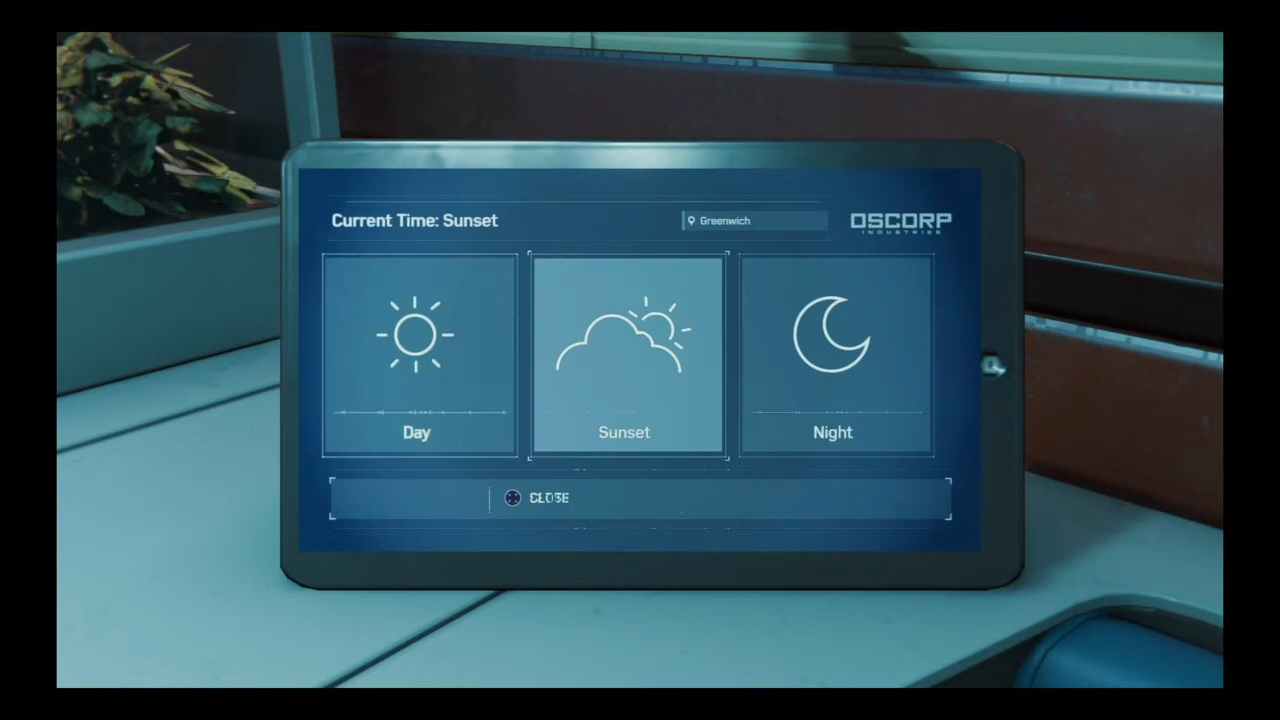 Current Time: Sunset
Greenwich
OSCORP
INDUSTRIES
Day
Sunset
Night
CLOSE